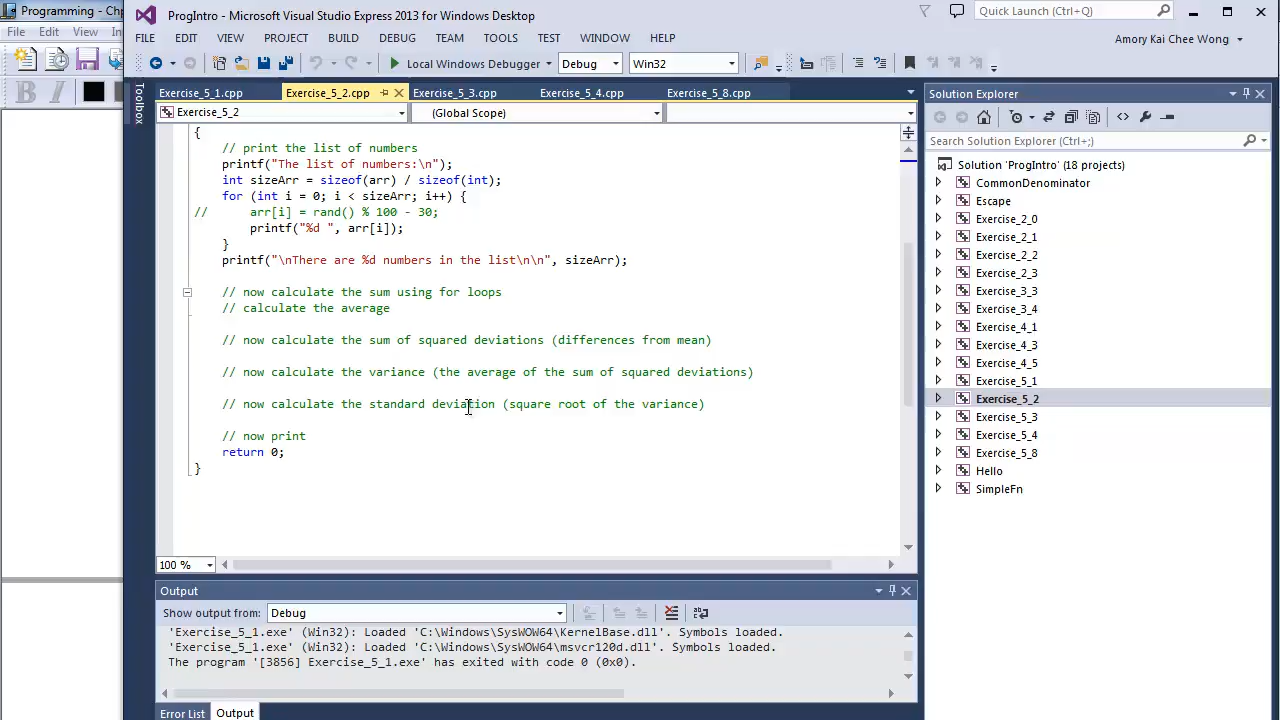 Programming - Chp
File Edit View In
B I
ProgIntro - Microsoft Visual Studio Express 2013 for Windows Desktop
Quick Launch (Ctrl+Q)
FILE EDIT VIEW PROJECT BUILD DEBUG TEAM TOOLS TEST WINDOW HELP
Amory Kai Chee Wong
Local Windows Debugger Debug Win32
Toolbox
Exercise_5_1.cpp Exercise_5_2.cpp Exercise_5_3.cpp Exercise_5_4.cpp Exercise_5_8.cpp
Exercise_5_2 (Global Scope)
{
// print the list of numbers
printf("The list of numbers:\n");
int sizeArr = sizeof(arr) / sizeof(int);
for (int i = 0; i < sizeArr; i++) {
// arr[i] = rand() % 100 - 30;
printf("%d ", arr[i]);
}
printf("\nThere are %d numbers in the list\n\n", sizeArr);
// now calculate the sum using for loops
// calculate the average
// now calculate the sum of squared deviations (differences from mean)
// now calculate the variance (the average of the sum of squared deviations)
// now calculate the standard deviation (square root of the variance)
// now print
return 0;
}
100 %
Output
Show output from: Debug
'Exercise_5_1.exe' (Win32): Loaded 'C:\Windows\SysWOW64\KernelBase.dll'. Symbols loaded.
'Exercise_5_1.exe' (Win32): Loaded 'C:\Windows\SysWOW64\msvcr120d.dll'. Symbols loaded.
The program '[3856] Exercise_5_1.exe' has exited with code 0 (0x0).
Error List Output
Solution Explorer
Search Solution Explorer (Ctrl+;)
Solution 'ProgIntro' (18 projects)
CommonDenominator
Escape
Exercise_2_0
Exercise_2_1
Exercise_2_2
Exercise_2_3
Exercise_3_3
Exercise_3_4
Exercise_4_1
Exercise_4_3
Exercise_4_5
Exercise_5_1
Exercise_5_2
Exercise_5_3
Exercise_5_4
Exercise_5_8
Hello
SimpleFn